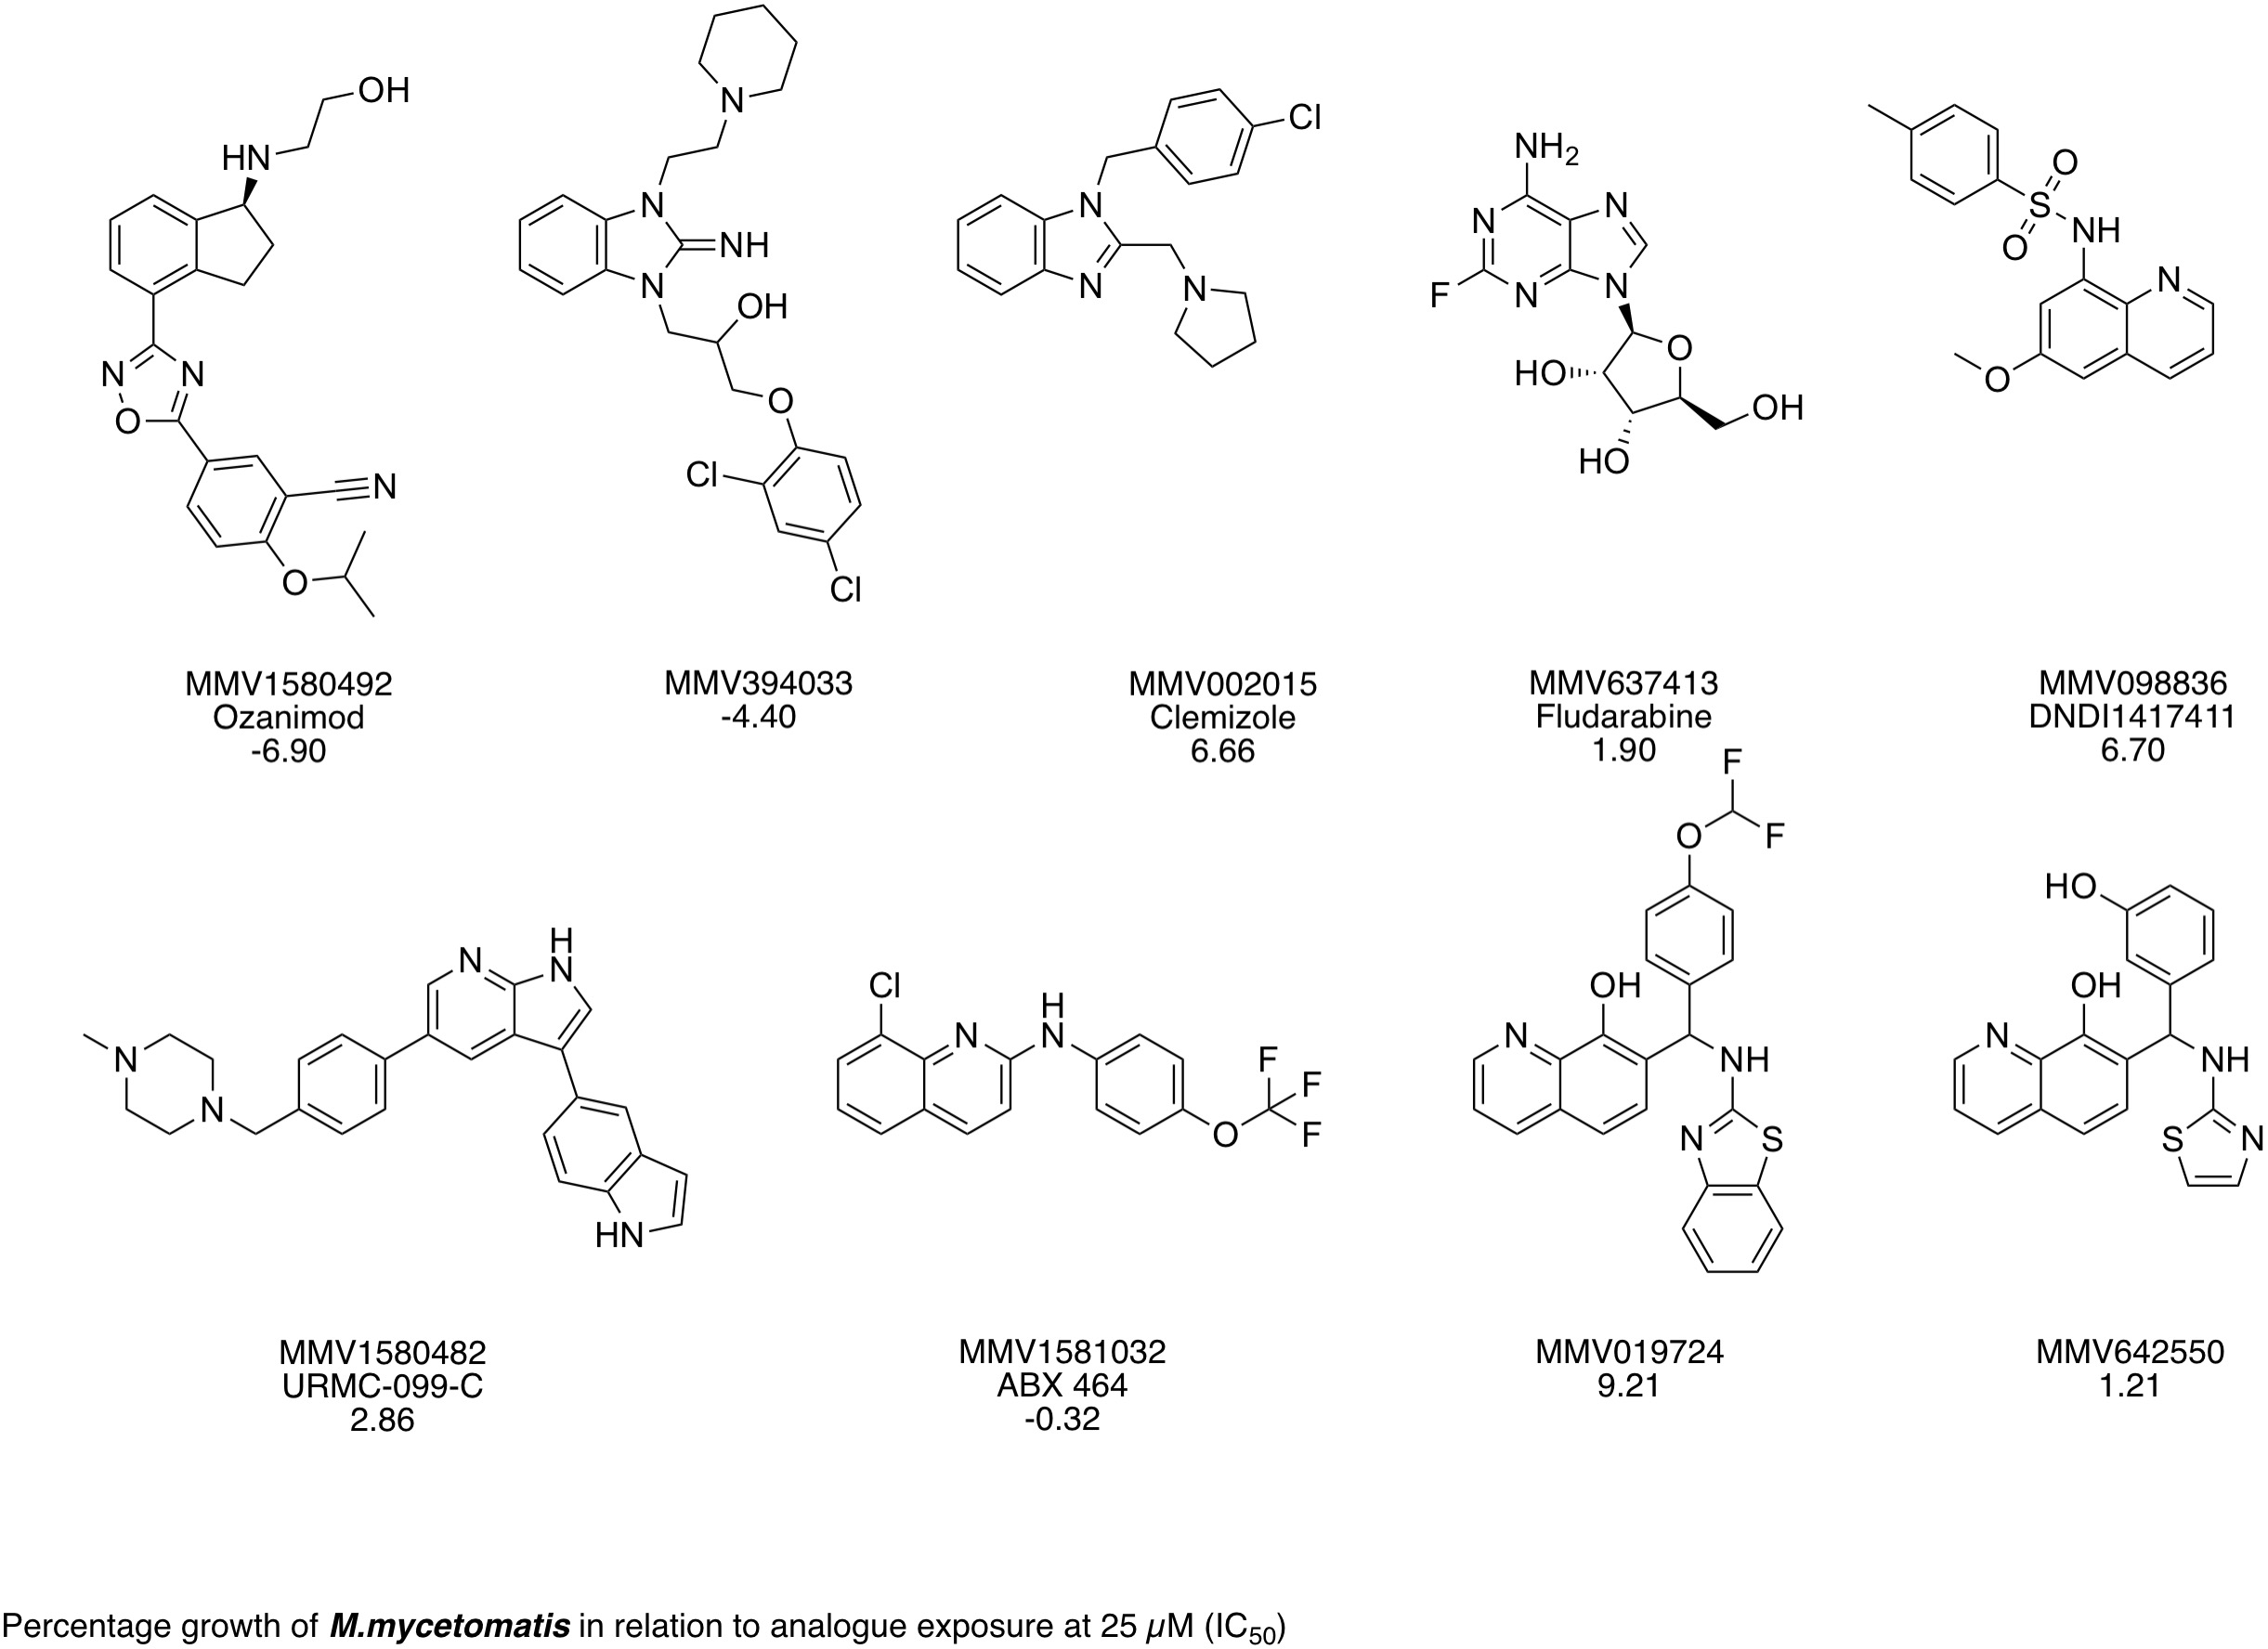 OH
HN
N
N
O
N
O
N
N
NH
N
OH
O
Cl
Cl
Cl
N
N
N
NH2
N
N
N
N
F
O
HO
OH
HO
O
S
O
NH
N
O
MMV1580492
Ozanimod
-6.90
MMV394033
-4.40
MMV002015
Clemizole
6.66
MMV637413
Fludarabine
1.90
MMV098836
DNDI1417411
6.70
N
H
N
N
N
HN
Cl
N
H
N
O
F
F
F
F
F
O
OH
N
NH
N
S
HO
OH
N
NH
S
N
MMV1580482
URMC-099-C
2.86
MMV1581032
ABX 464
-0.32
MMV019724
9.21
MMV642550
1.21
Percentage growth of M.mycetomatis in relation to analogue exposure at 25 µM (IC50)